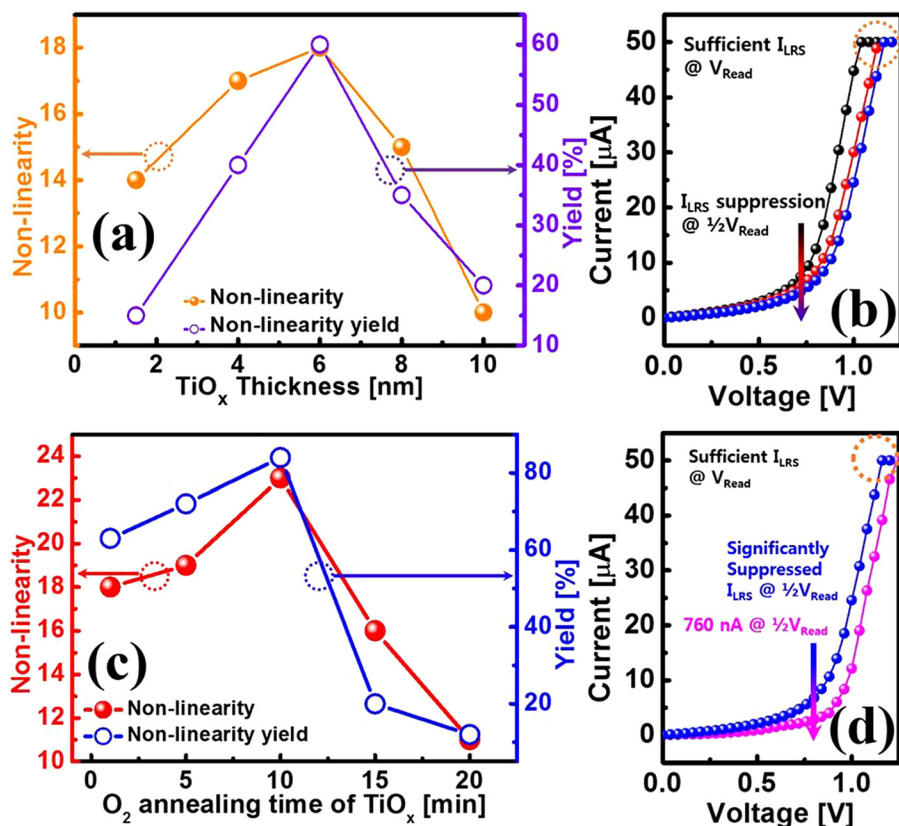 (a)
Non-linearity
18
16
14
12
10
0 2 4 6 8 10
TiOx Thickness [nm]
Non-linearity
Non-linearity yield
60
50
40
30
20
10
Yield [%]
(b)
Sufficient ILRS
@ VRead
ILRS suppression
@ ½VRead
Current [μA]
50
40
30
20
10
0
0.0 0.5 1.0
Voltage [V]
(c)
Non-linearity
24
22
20
18
16
14
12
10
0 5 10 15 20
O2 annealing time of TiOx [min]
Non-linearity
Non-linearity yield
80
60
40
20
Yield [%]
(d)
Sufficient ILRS
@ VRead
Significantly
Suppressed
ILRS @ ½VRead
760 nA @ ½VRead
Current [μA]
50
40
30
20
10
0
0.0 0.5 1.0
Voltage [V]